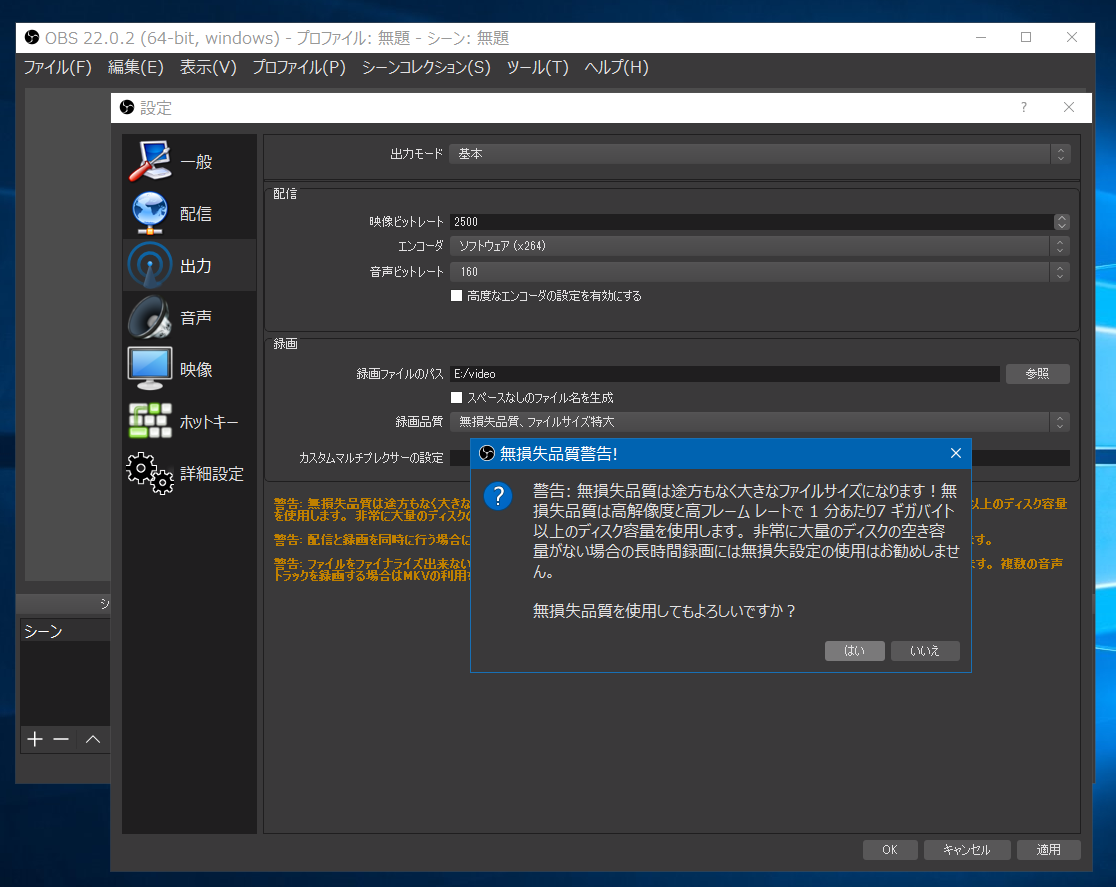 OBS 22.0.2 (64-bit, windows) - プロファイル: 無題 - シーン: 無題
ファイル(F) 編集(E) 表示(V) プロファイル(P) シーンコレクション(S) ツール(T) ヘルプ(H)
設定
一般
配信
出力
音声
映像
ホットキー
詳細設定
出力モード 基本
配信
映像ビットレート 2500
エンコーダ ソフトウェア (x264)
音声ビットレート 160
高度なエンコーダの設定を有効にする
録画
録画ファイルのパス E:/video 参照
スペースなしのファイル名を生成
録画品質 無損失品質、ファイルサイズ特大
カスタムマルチプレクサーの設定
警告: 無損失品質は途方もなく大きな 以上のディスク容量
を使用します。非常に大量のディスクの
警告: 配信と録画を同時に行う場合に す。
警告: ファイルをファイナライズ出来ない す。複数の音声
トラックを録画する場合はMKVの利用を
無損失品質警告!
警告: 無損失品質は途方もなく大きなファイルサイズになります！無
損失品質は高解像度と高フレーム レートで 1 分あたり7 ギガバイト
以上のディスク容量を使用します。非常に大量のディスクの空き容
量がない場合の長時間録画には無損失設定の使用はお勧めしませ
ん。
無損失品質を使用してもよろしいですか？
はい いいえ
シ
シーン
OK キャンセル 適用